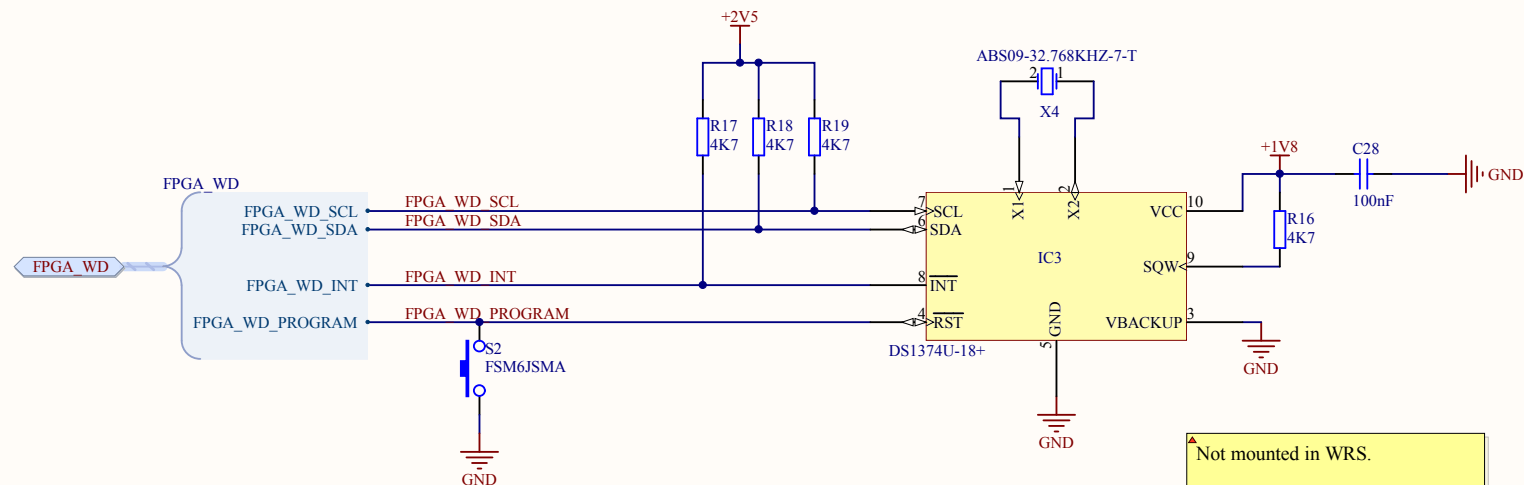 +2V5
ABS09-32.768KHZ-7-T
2 1
X4
R17 R18 R19
4K7 4K7 4K7
+1V8
C28
100nF
GND
FPGA_WD
FPGA_WD
FPGA_WD_SCL
FPGA_WD_SDA
FPGA_WD_INT
FPGA_WD_PROGRAM
FPGA_WD_SCL
FPGA_WD_SDA
FPGA_WD_INT
FPGA_WD_PROGRAM
S2
FSM6JSMA
GND
7 SCL
6 SDA
8 INT
4 RST
1 X1
2 X2
IC3
GND 5
VCC 10
SQW 9
VBACKUP 3
DS1374U-18+
R16
4K7
GND
GND
Not mounted in WRS.